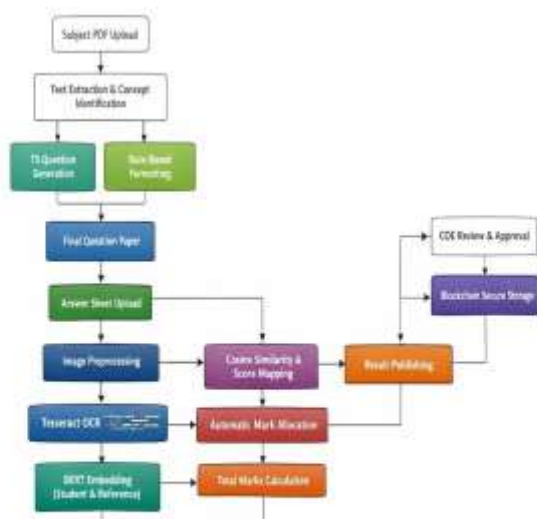 Subject PDF Upload
Text Extraction & Concept
Identification
T5 Question
Generation
Rule Based
Formatting
Final Question Paper
COE Review & Approval
Answer Sheet Upload
Blockchain Secure Storage
Image Preprocessing
Cosine Similarity &
Score Mapping
Result Publishing
Tesseract OCR
Automatic Mark Allocation
BERT Embedding
(Student & Reference)
Total Marks Calculation